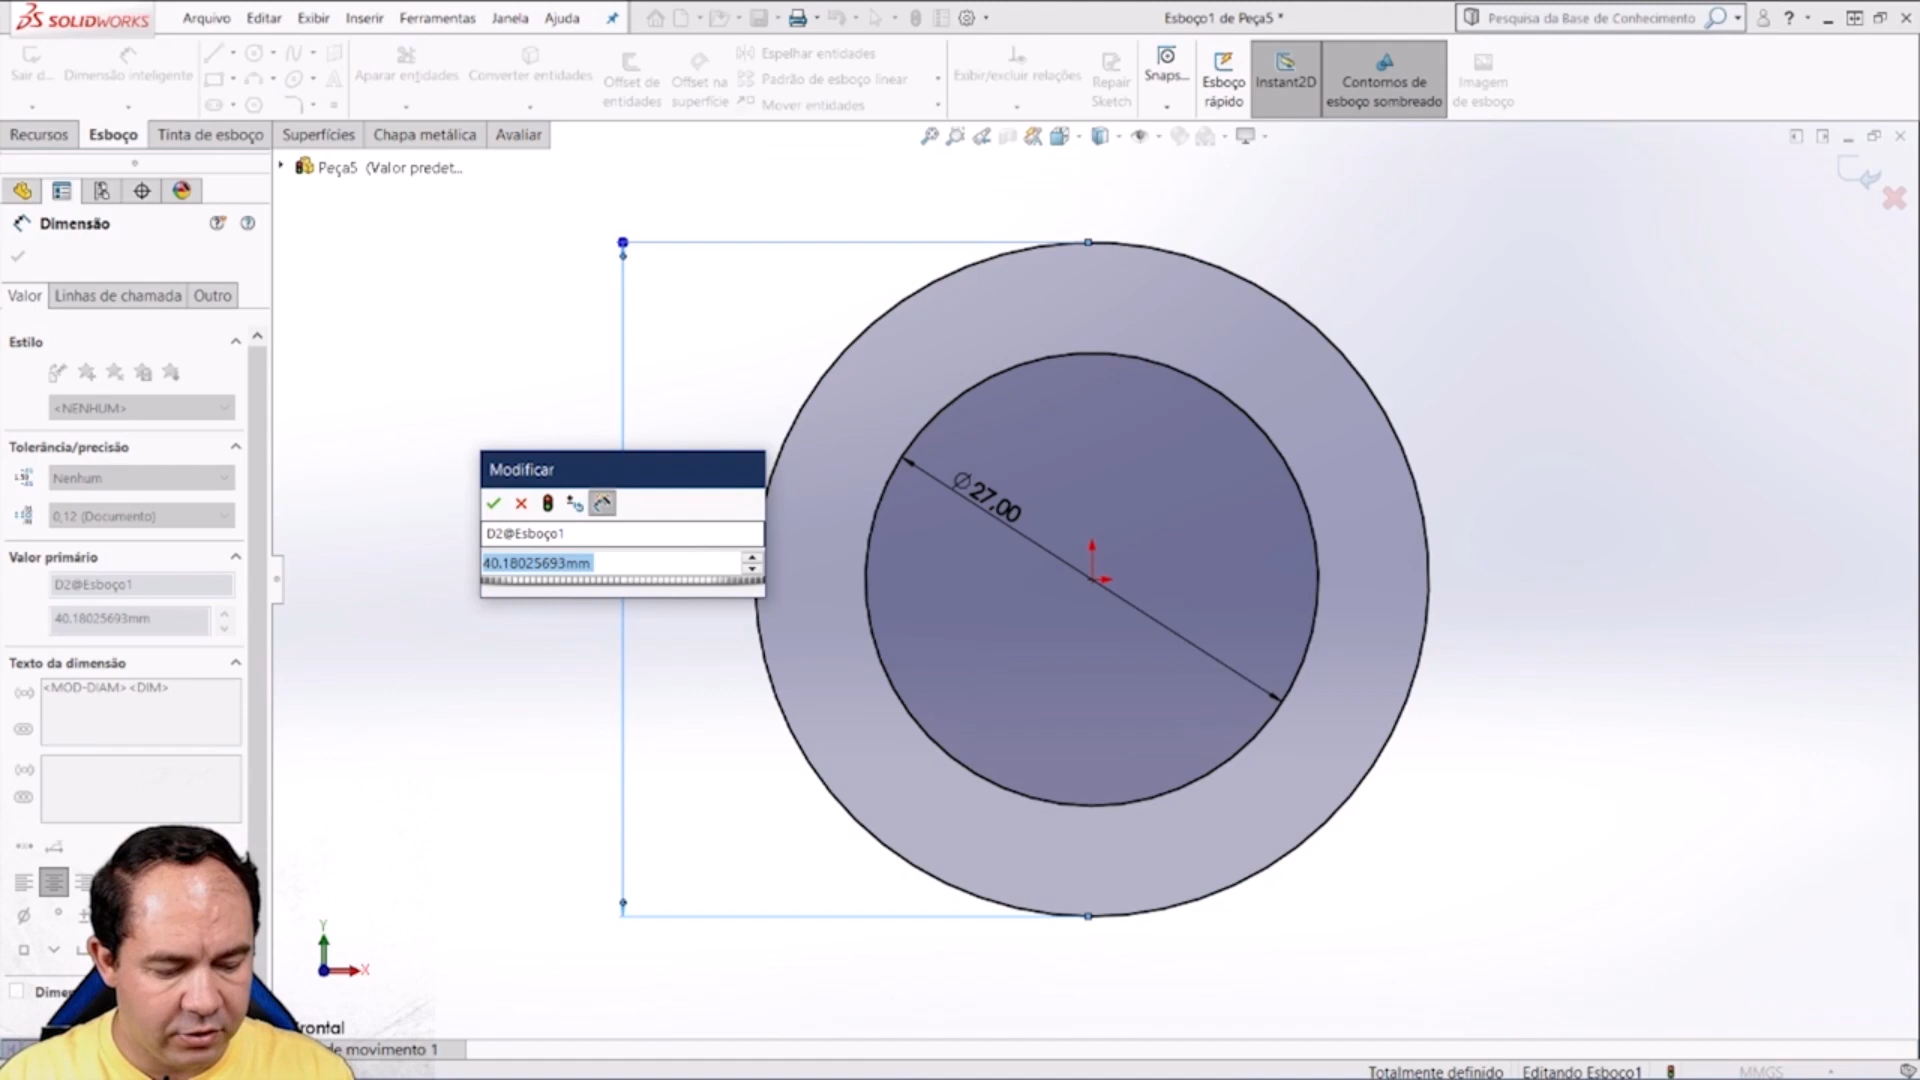 SOLIDWORKS
Arquivo Editar Exibir Inserir Ferramentas Janela Ajuda
Esboço1 de Peça5 *
Pesquisa da Base de Conhecimento
Sair d...
Dimensão inteligente
Aparar entidades
Converter entidades
Offset de entidades
Offset na superfície
Espelhar entidades
Padrão de esboço linear
Mover entidades
Exibir/excluir relações
Repair Sketch
Snaps...
Esboço rápido
Instant2D
Contornos de esboço sombreado
Imagem de esboço
Recursos Esboço Tinta de esboço Superfícies Chapa metálica Avaliar
Peça5 (Valor predet...
Dimensão
Valor Linhas de chamada Outro
Estilo
<NENHUM>
Tolerância/precisão
Nenhum
0,12 (Documento)
Valor primário
D2@Esboço1
40.18025693mm
Texto da dimensão
<MOD-DIAM><DIM>
Modificar
D2@Esboço1
40.18025693mm
∅27,00
Y
X
Dime
rontal
de movimento 1
Totalmente definido
Editando Esboço1
MMGS